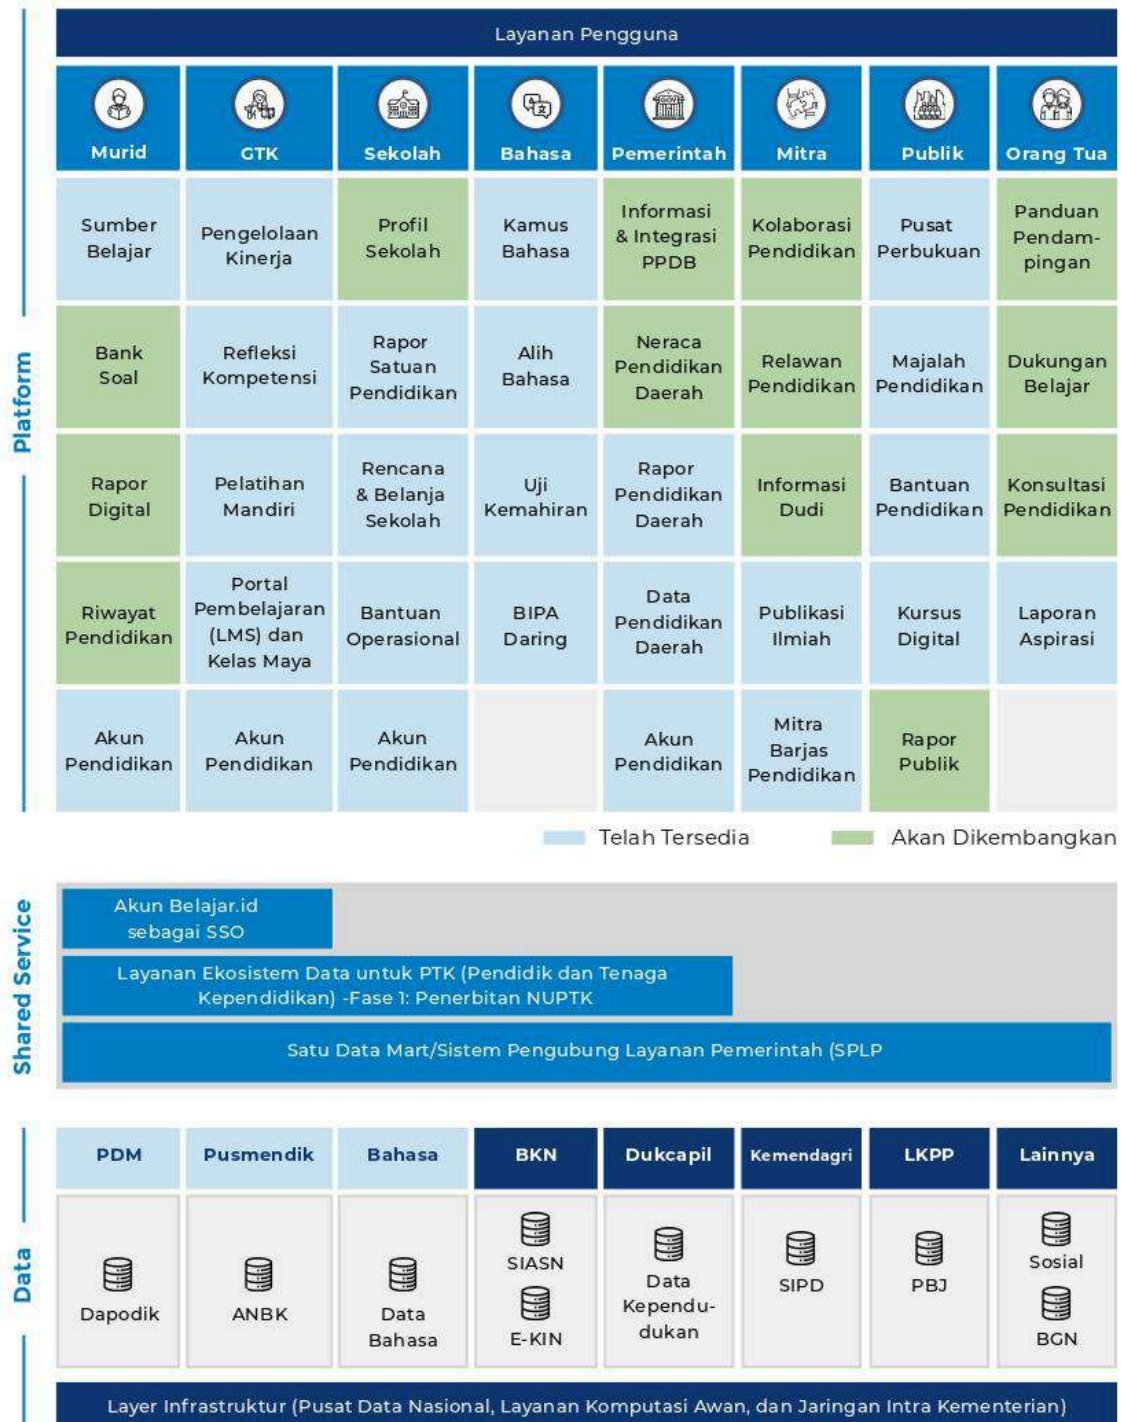 Layanan Pengguna
Murid
GTK
Sekolah
Bahasa
Pemerintah
Mitra
Publik
Orang Tua
Platform
Sumber
Belajar
Pengelolaan
Kinerja
Profil
Sekolah
Kamus
Bahasa
Informasi
& Integrasi
PPDB
Kolaborasi
Pendidikan
Pusat
Perbukuan
Panduan
Pendam-
pingan
Bank
Soal
Refleksi
Kompetensi
Rapor
Satuan
Pendidikan
Alih
Bahasa
Neraca
Pendidikan
Daerah
Relawan
Pendidikan
Majalah
Pendidikan
Dukungan
Belajar
Rapor
Digital
Pelatihan
Mandiri
Rencana
& Belanja
Sekolah
Uji
Kemahiran
Rapor
Pendidikan
Daerah
Informasi
Dudi
Bantuan
Pendidikan
Konsultasi
Pendidikan
Riwayat
Pendidikan
Portal
Pembelajaran
(LMS) dan
Kelas Maya
Bantuan
Operasional
BIPA
Daring
Data
Pendidikan
Daerah
Publikasi
Ilmiah
Kursus
Digital
Laporan
Aspirasi
Akun
Pendidikan
Akun
Pendidikan
Akun
Pendidikan
Akun
Pendidikan
Mitra
Barjas
Pendidikan
Rapor
Publik
Telah Tersedia
Akan Dikembangkan
Shared Service
Akun Belajar.id
sebagai SSO
Layanan Ekosistem Data untuk PTK (Pendidik dan Tenaga
Kependidikan) -Fase 1: Penerbitan NUPTK
Satu Data Mart/Sistem Pengubung Layanan Pemerintah (SPLP
Data
PDM
Pusmendik
Bahasa
BKN
Dukcapil
Kemendagri
LKPP
Lainnya
Dapodik
ANBK
Data
Bahasa
SIASN
E-KIN
Data
Kependu-
dukan
SIPD
PBJ
Sosial
BGN
Layer Infrastruktur (Pusat Data Nasional, Layanan Komputasi Awan, dan Jaringan Intra Kementerian)